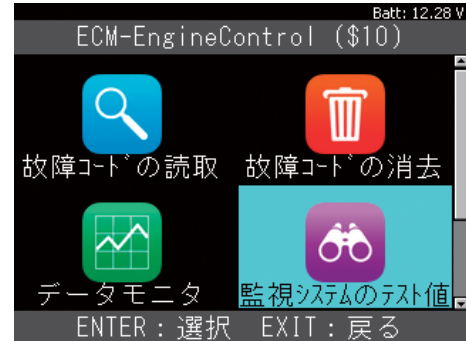 Batt: 12.28 V
ECM-EngineControl ($10)
故障ｺｰﾄﾞの読取
故障ｺｰﾄﾞの消去
データモニタ
監視ｼｽﾃﾑのﾃｽﾄ値
ENTER：選択 EXIT：戻る